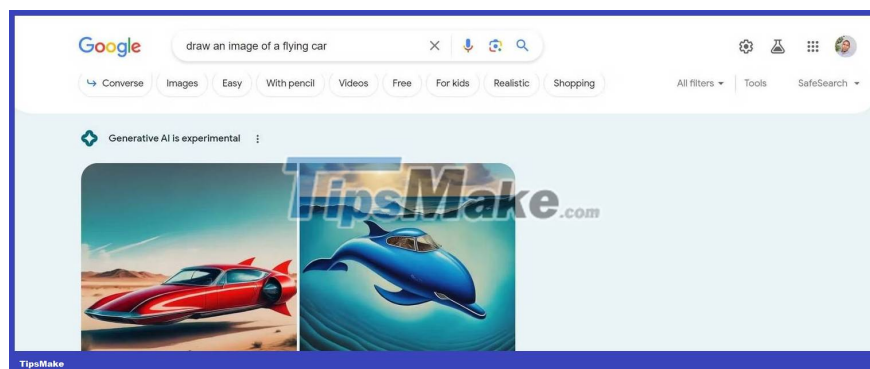 Google
draw an image of a flying car
Converse Images Easy With pencil Videos Free For kids Realistic Shopping All filters Tools SafeSearch
Generative AI is experimental
TipsMake.com
TipsMake